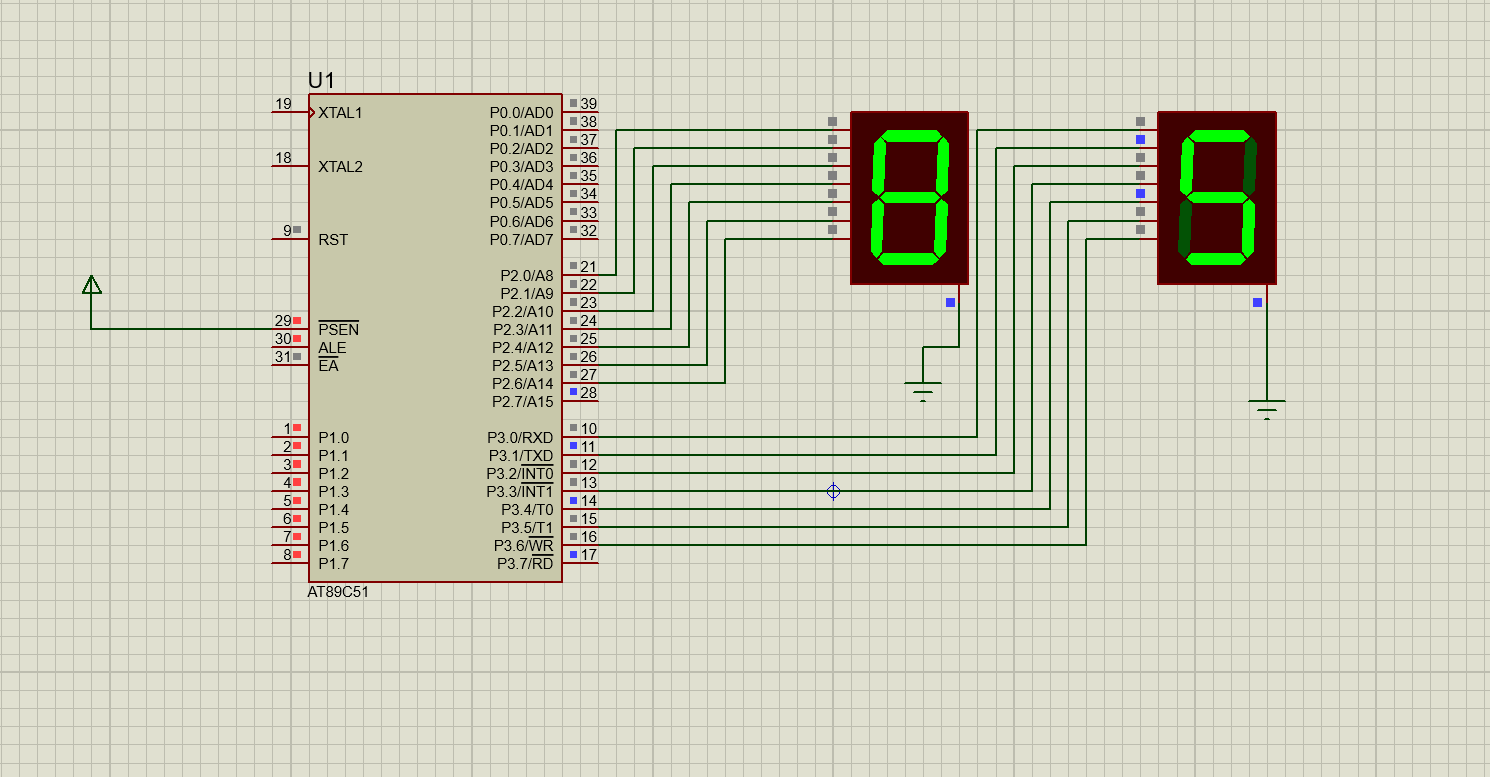 U1
19 XTAL1 P0.0/AD0 39
P0.1/AD1 38
P0.2/AD2 37
18 XTAL2 P0.3/AD3 36
P0.4/AD4 35
P0.5/AD5 34
P0.6/AD6 33
9 RST P0.7/AD7 32
P2.0/A8 21
P2.1/A9 22
P2.2/A10 23
29 PSEN P2.3/A11 24
30 ALE P2.4/A12 25
31 EA P2.5/A13 26
P2.6/A14 27
P2.7/A15 28
1 P1.0 P3.0/RXD 10
2 P1.1 P3.1/TXD 11
3 P1.2 P3.2/INT0 12
4 P1.3 P3.3/INT1 13
5 P1.4 P3.4/T0 14
6 P1.5 P3.5/T1 15
7 P1.6 P3.6/WR 16
8 P1.7 P3.7/RD 17
AT89C51
8 5